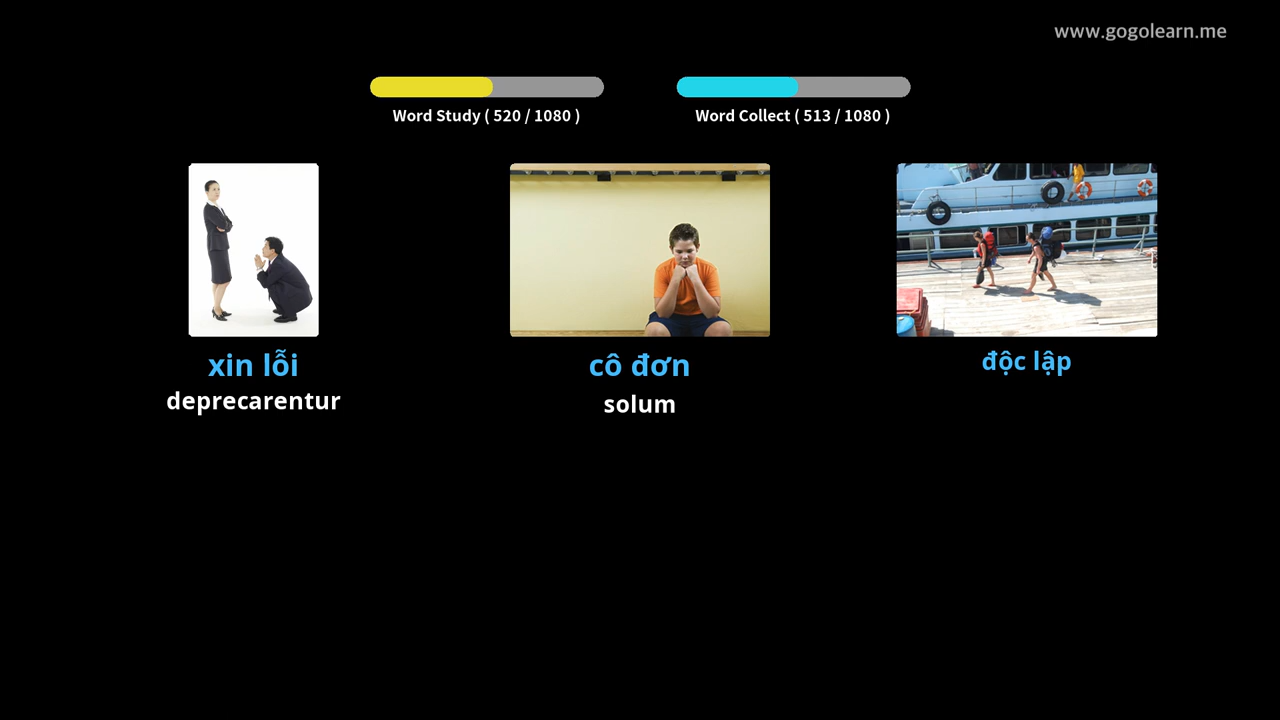 www.gogolearn.me
Word Study ( 520 / 1080 )
Word Collect ( 513 / 1080 )
xin lỗi
deprecarentur
cô đơn
solum
độc lập